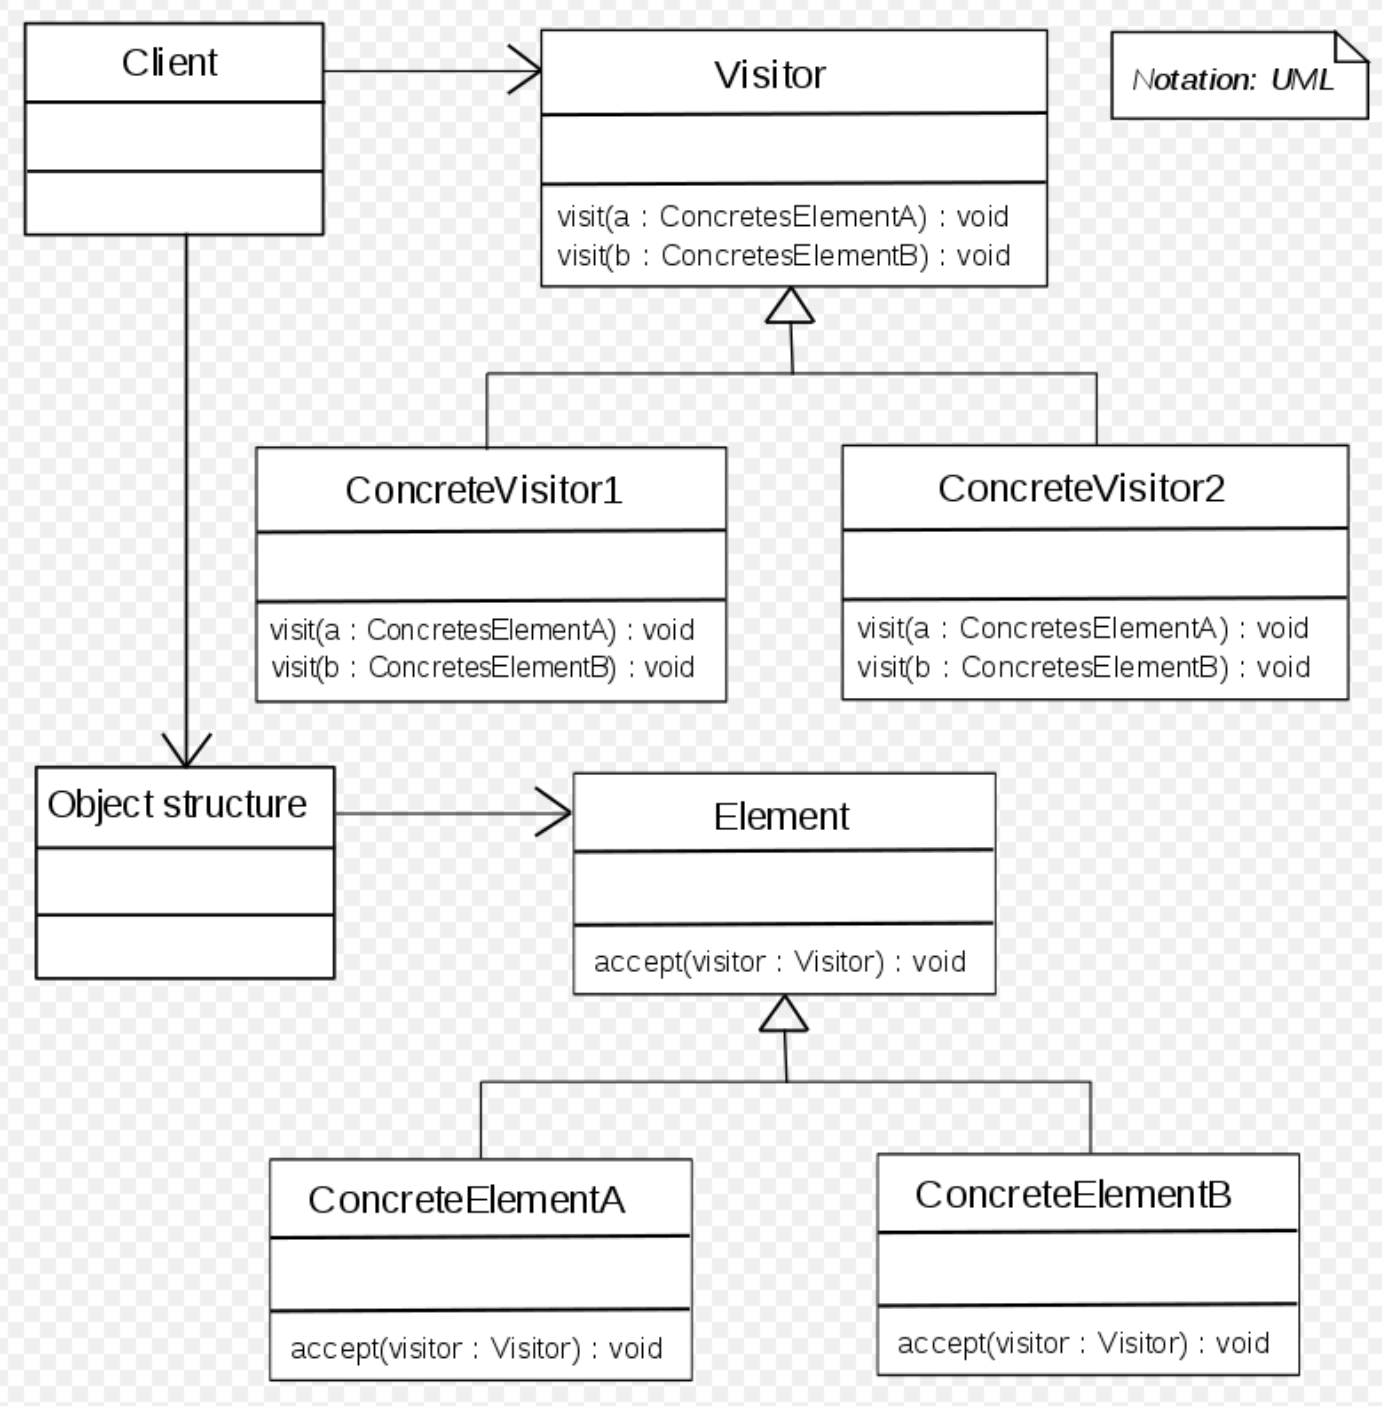 Client
Visitor
Notation: UML
visit(a : ConcretesElementA) : void
visit(b : ConcretesElementB) : void
ConcreteVisitor1
ConcreteVisitor2
visit(a : ConcretesElementA) : void
visit(b : ConcretesElementB) : void
visit(a : ConcretesElementA) : void
visit(b : ConcretesElementB) : void
Object structure
Element
accept(visitor : Visitor) : void
ConcreteElementA
ConcreteElementB
accept(visitor : Visitor) : void
accept(visitor : Visitor) : void